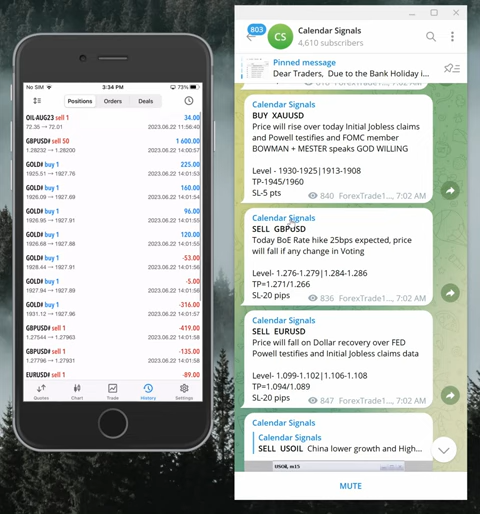 No SIM
3:34 PM
73%
Positions
Orders
Deals
OIL-AUG23 sell 1
34.00
72.35 → 72.01
2023.06.22 11:56:40
GBPUSD# sell 50
1 600.00
1.28232 → 1.28200
2023.06.22 14:00:57
GOLD# buy 1
225.00
1925.51 → 1927.76
2023.06.22 14:01:53
GOLD# buy 1
160.00
1926.09 → 1927.69
2023.06.22 14:01:54
GOLD# buy 1
96.00
1926.95 → 1927.91
2023.06.22 14:01:55
GOLD# buy 1
120.00
1926.68 → 1927.88
2023.06.22 14:01:55
GOLD# buy 1
-53.00
1928.44 → 1927.91
2023.06.22 14:01:56
GOLD# buy 1
-5.00
1927.94 → 1927.89
2023.06.22 14:01:56
GOLD# buy 1
-316.00
1931.12 → 1927.96
2023.06.22 14:01:57
GBPUSD# sell 1
-419.00
1.27544 → 1.27963
2023.06.22 14:01:58
GBPUSD# sell 1
-135.00
1.27796 → 1.27931
2023.06.22 14:01:58
EURUSD# sell 1
-89.00
Quotes
Chart
Trade
History
Settings
803
CS
Calendar Signals
4,610 subscribers
Pinned message
Dear Traders, Due to the Bank Holiday i...
Calendar Signals
BUY XAUUSD
Price will rise over today Initial Jobless claims
and Powell testifies and FOMC member
BOWMAN + MESTER speaks GOD WILLING
Level - 1930-1925|1913-1908
TP-1945/1960
SL-5 pts
840 ForexTrade1..., 7:02 AM
Calendar Signals
SELL GBPUSD
Today BoE Rate hike 25bps expected, price
will fall if any change in Voting
Level- 1.276-1.279|1.284-1.286
TP=1.271/1.266
SL-20 pips
836 ForexTrade1..., 7:02 AM
Calendar Signals
SELL EURUSD
Price will fall on Dollar recovery over FED
Powell testifies and Initial Jobless claims data
Level- 1.099-1.102|1.106-1.108
TP=1.094/1.089
SL-20 pips
847 ForexTrade1..., 7:02 AM
Calendar Signals
Calendar Signals
SELL USOIL China lower growth and High...
USOIL, m15
MUTE